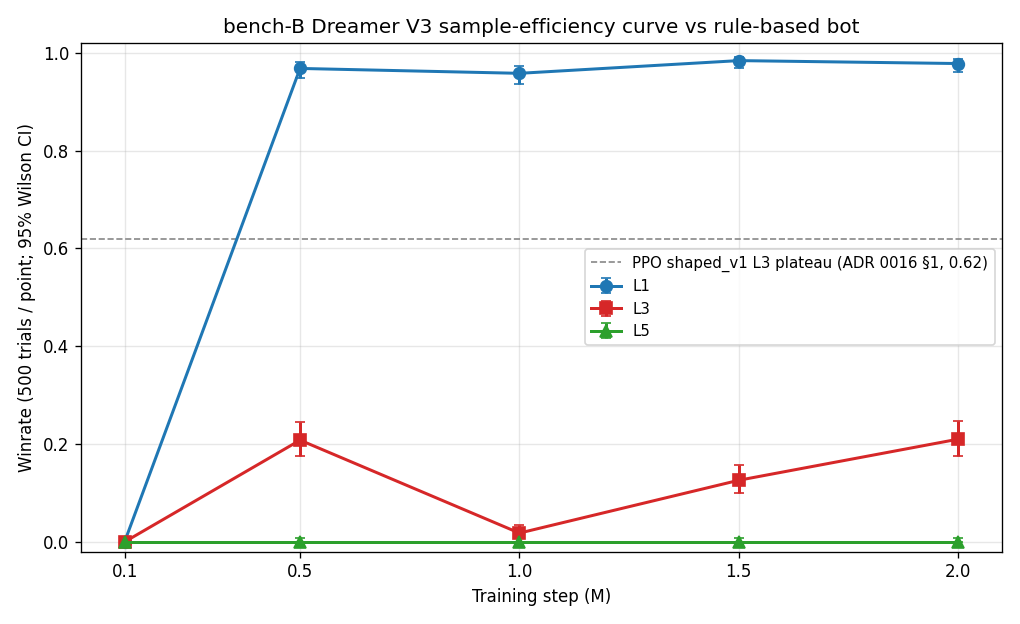 bench-B Dreamer V3 sample-efficiency curve vs rule-based bot
Winrate (500 trials / point; 95% Wilson CI)
1.0
0.8
0.6
0.4
0.2
0.0
PPO shaped_v1 L3 plateau (ADR 0016 §1, 0.62)
L1
L3
L5
0.1 0.5 1.0 1.5 2.0
Training step (M)